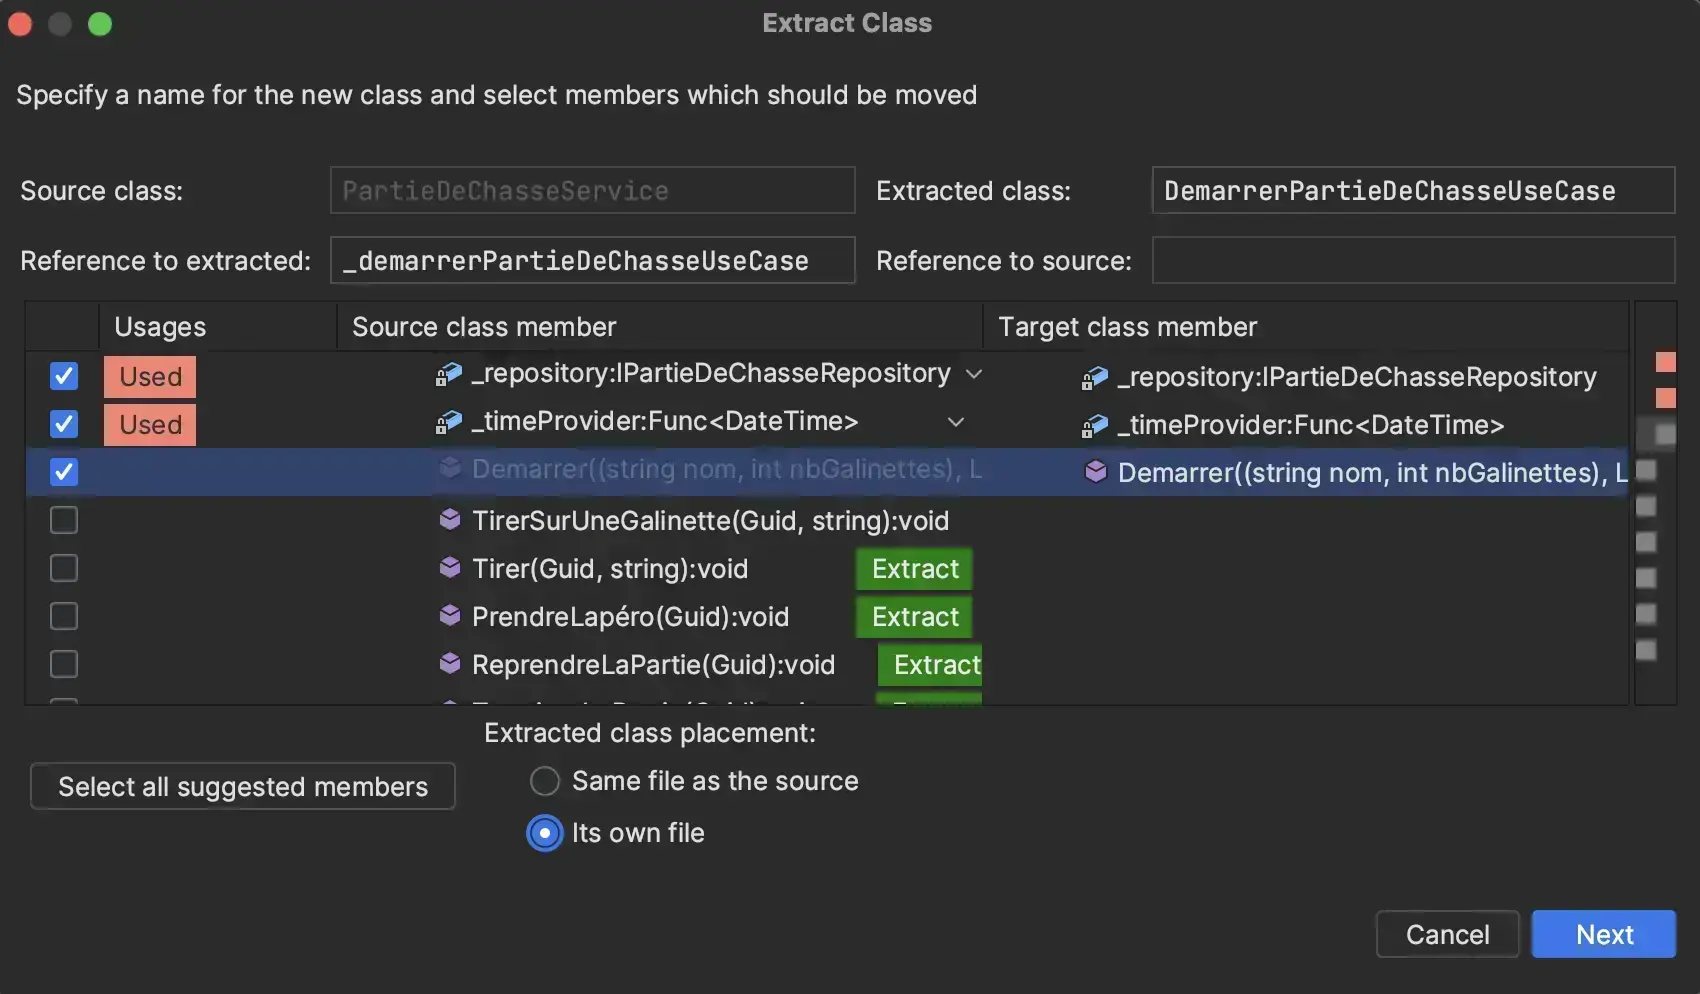 Extract Class
Specify a name for the new class and select members which should be moved
Source class: PartieDeChasseService Extracted class: DemarrerPartieDeChasseUseCase
Reference to extracted: _demarrerPartieDeChasseUseCase Reference to source:
Usages Source class member Target class member
Used _repository:IPartieDeChasseRepository _repository:IPartieDeChasseRepository
Used _timeProvider:Func<DateTime> _timeProvider:Func<DateTime>
Demarrer((string nom, int nbGalinettes), L Demarrer((string nom, int nbGalinettes), L
TirerSurUneGalinette(Guid, string):void
Tirer(Guid, string):void Extract
PrendreLapéro(Guid):void Extract
ReprendreLaPartie(Guid):void Extract
Extracted class placement:
Select all suggested members
Same file as the source
Its own file
Cancel Next